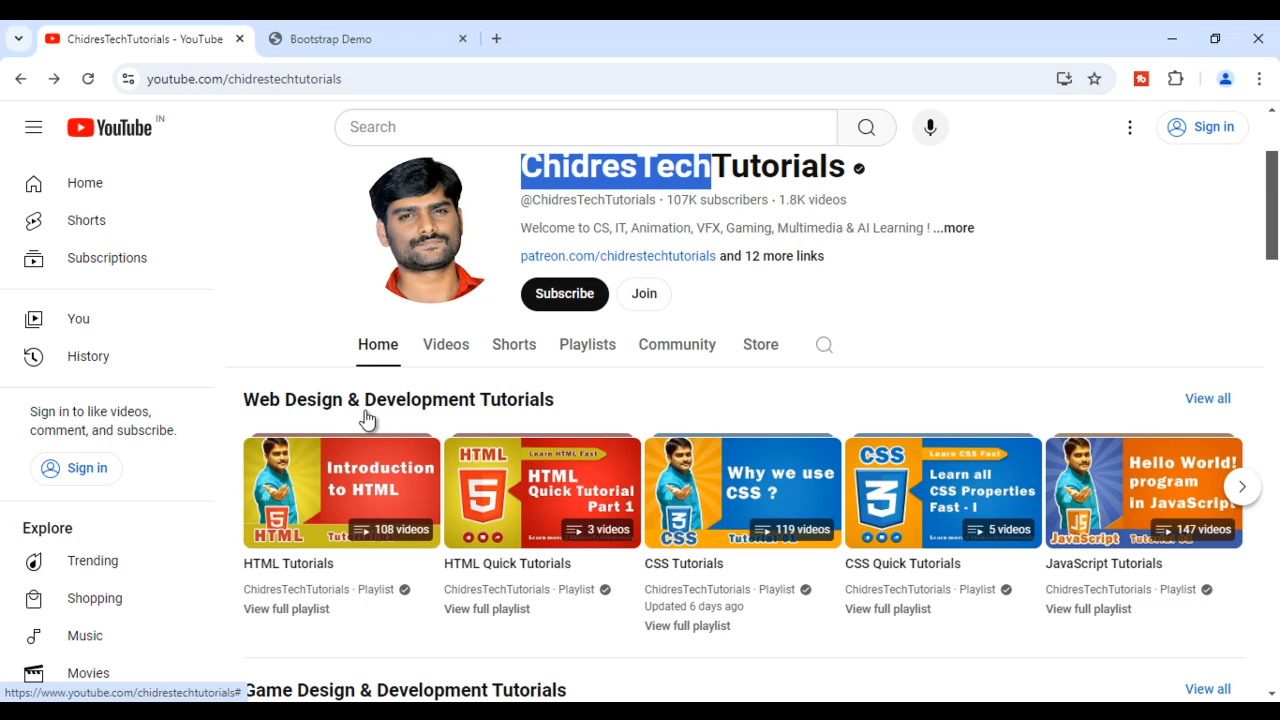 ChidresTechTutorials - YouTube
Bootstrap Demo
youtube.com/chidrestechtutorials
YouTube IN
Search
Sign in
Home
Shorts
Subscriptions
You
History
Sign in to like videos,
comment, and subscribe.
Sign in
Explore
Trending
Shopping
Music
Movies
https://www.youtube.com/chidrestechtutorials#
ChidresTechTutorials
@ChidresTechTutorials · 107K subscribers · 1.8K videos
Welcome to CS, IT, Animation, VFX, Gaming, Multimedia & AI Learning ! ...more
patreon.com/chidrestechtutorials and 12 more links
Subscribe Join
Home Videos Shorts Playlists Community Store
Web Design & Development Tutorials
View all
Introduction
to HTML
HTML
108 videos
HTML Tutorials
ChidresTechTutorials · Playlist
View full playlist
HTML
Learn HTML Fast
HTML
Quick Tutorial
Part 1
3 videos
HTML Quick Tutorials
ChidresTechTutorials · Playlist
View full playlist
Why we use
CSS ?
CSS
119 videos
CSS Tutorials
ChidresTechTutorials · Playlist
Updated 6 days ago
View full playlist
CSS
Learn CSS Fast
Learn all
CSS Properties
Fast - I
5 videos
CSS Quick Tutorials
ChidresTechTutorials · Playlist
View full playlist
Hello World!
program
in JavaScript
JS
JavaScript
147 videos
JavaScript Tutorials
ChidresTechTutorials · Playlist
View full playlist
Game Design & Development Tutorials
View all